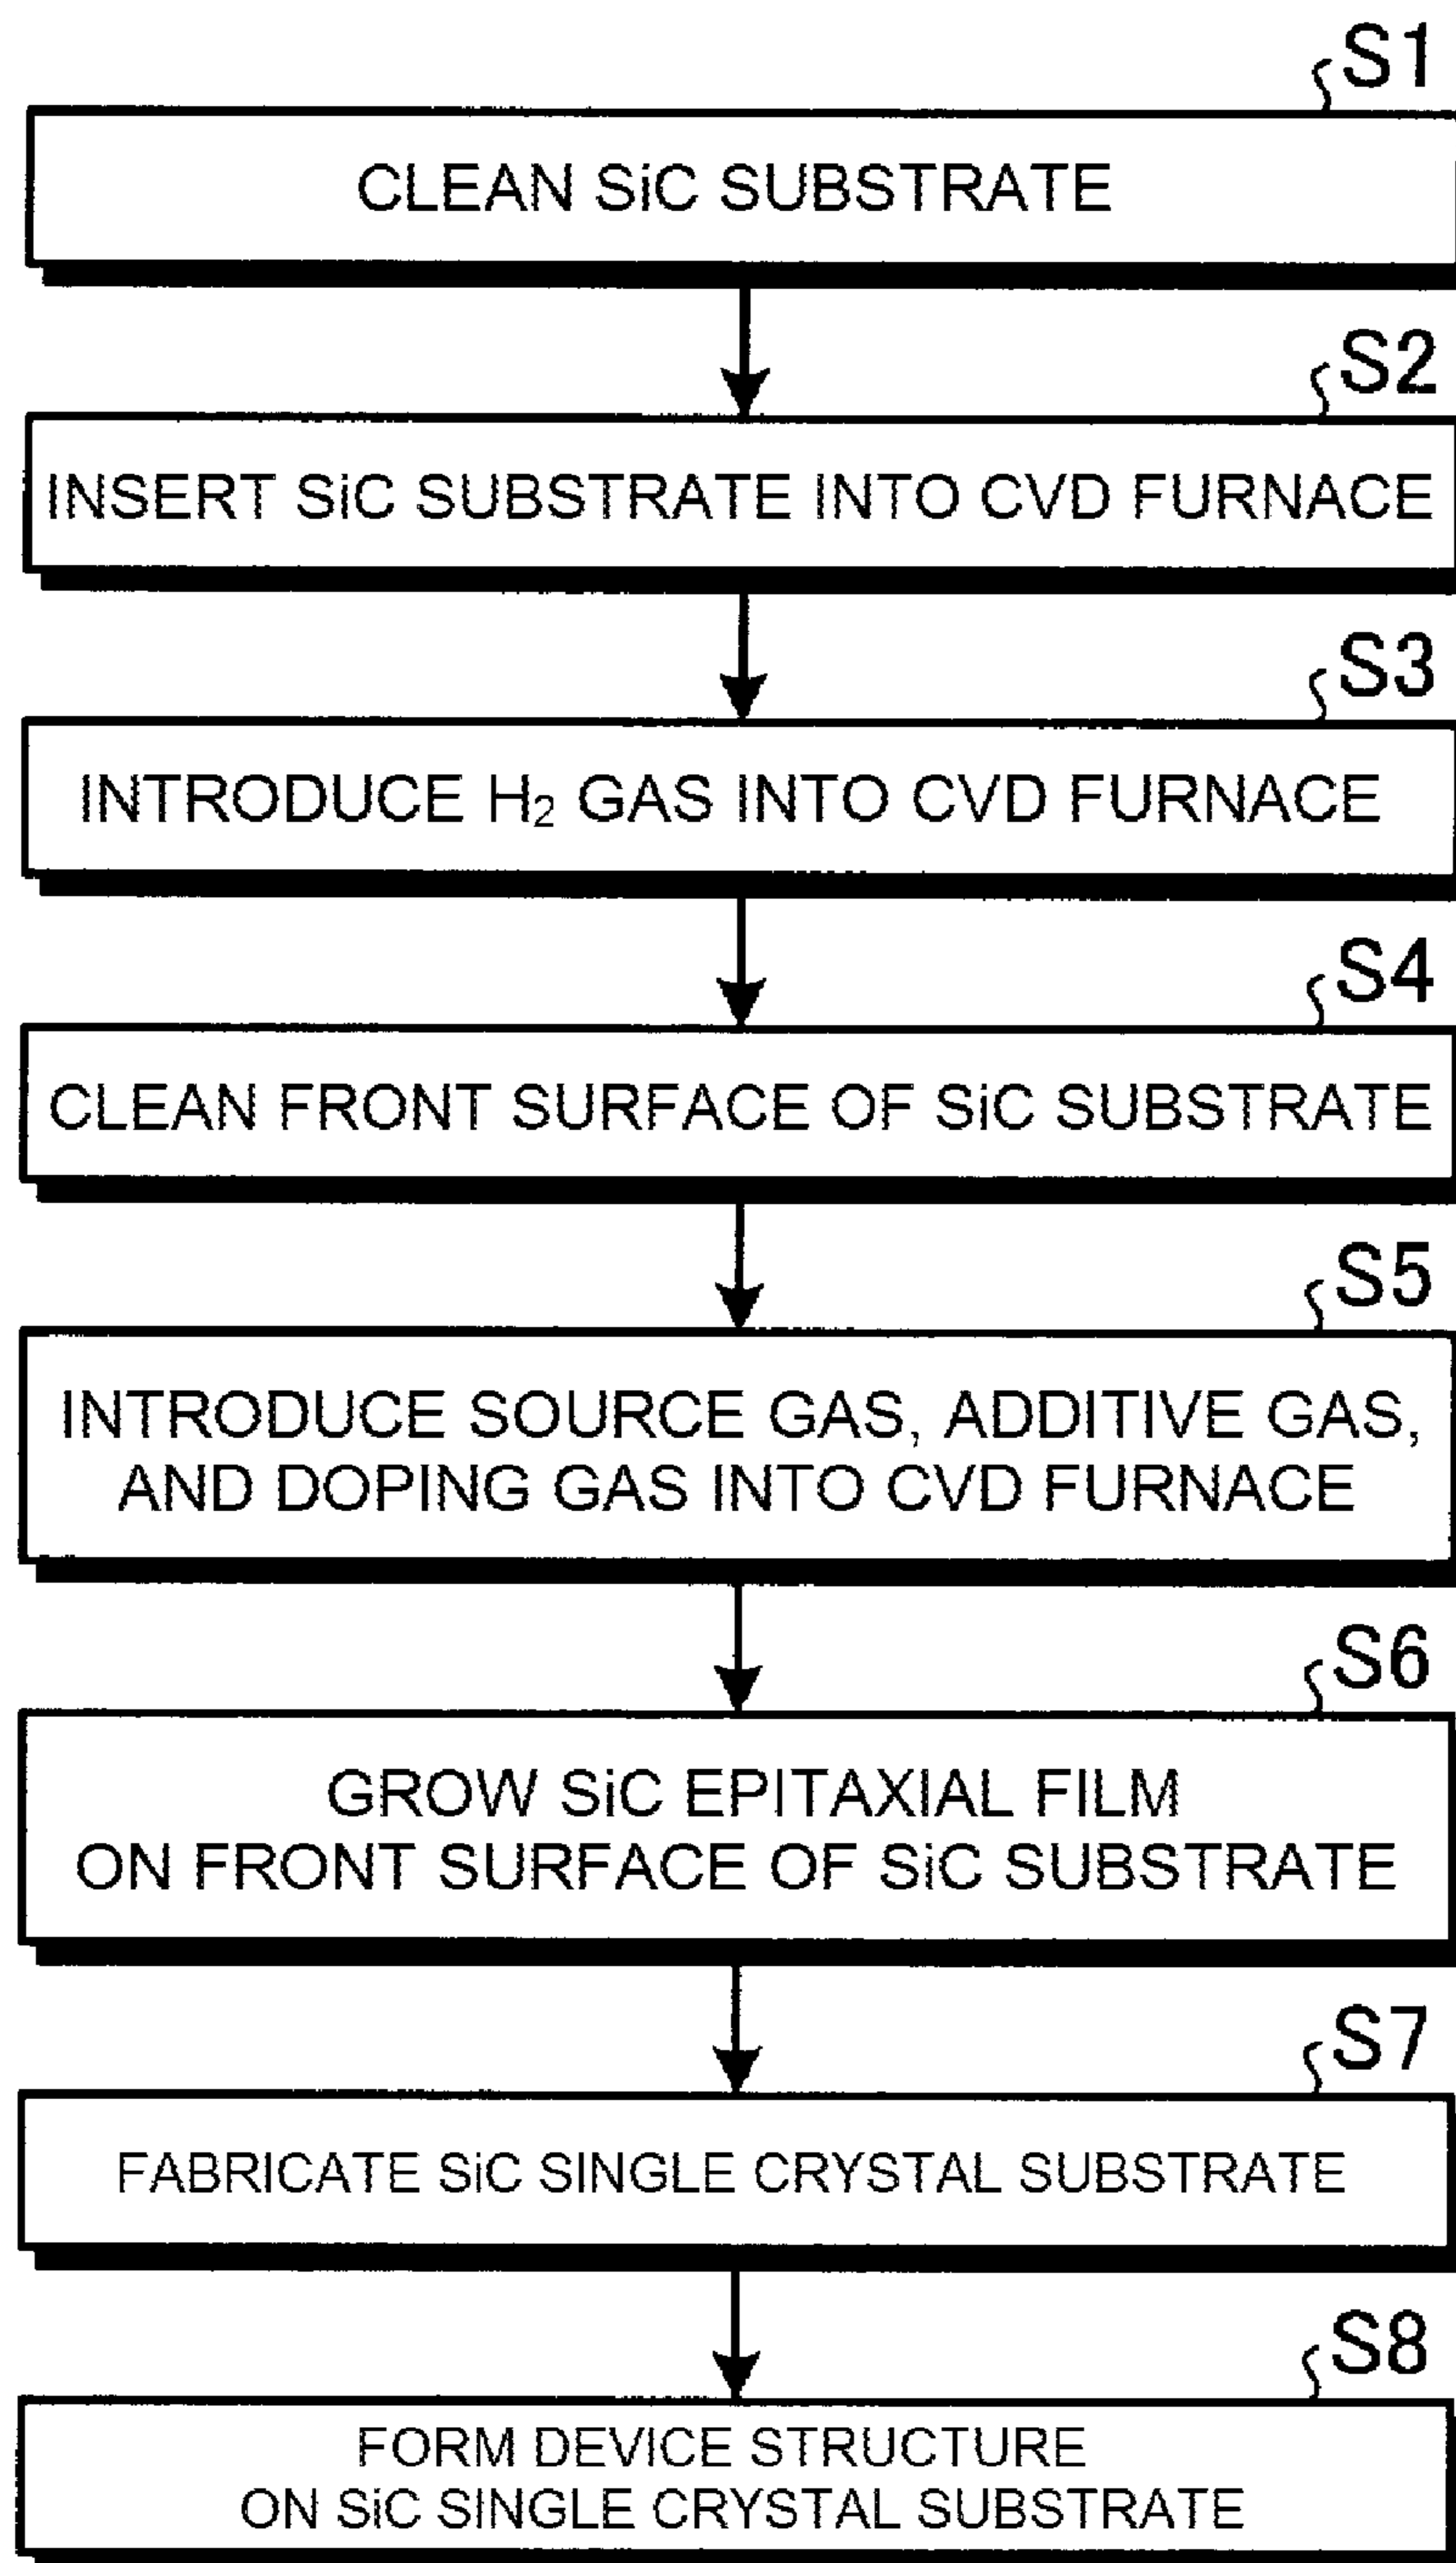 S1
CLEAN SiC SUBSTRATE
S2
INSERT SiC SUBSTRATE INTO CVD FURNACE
S3
INTRODUCE H₂ GAS INTO CVD FURNACE
S4
CLEAN FRONT SURFACE OF SiC SUBSTRATE
S5
INTRODUCE SOURCE GAS, ADDITIVE GAS,
AND DOPING GAS INTO CVD FURNACE
S6
GROW SiC EPITAXIAL FILM
ON FRONT SURFACE OF SiC SUBSTRATE
S7
FABRICATE SiC SINGLE CRYSTAL SUBSTRATE
S8
FORM DEVICE STRUCTURE
ON SiC SINGLE CRYSTAL SUBSTRATE